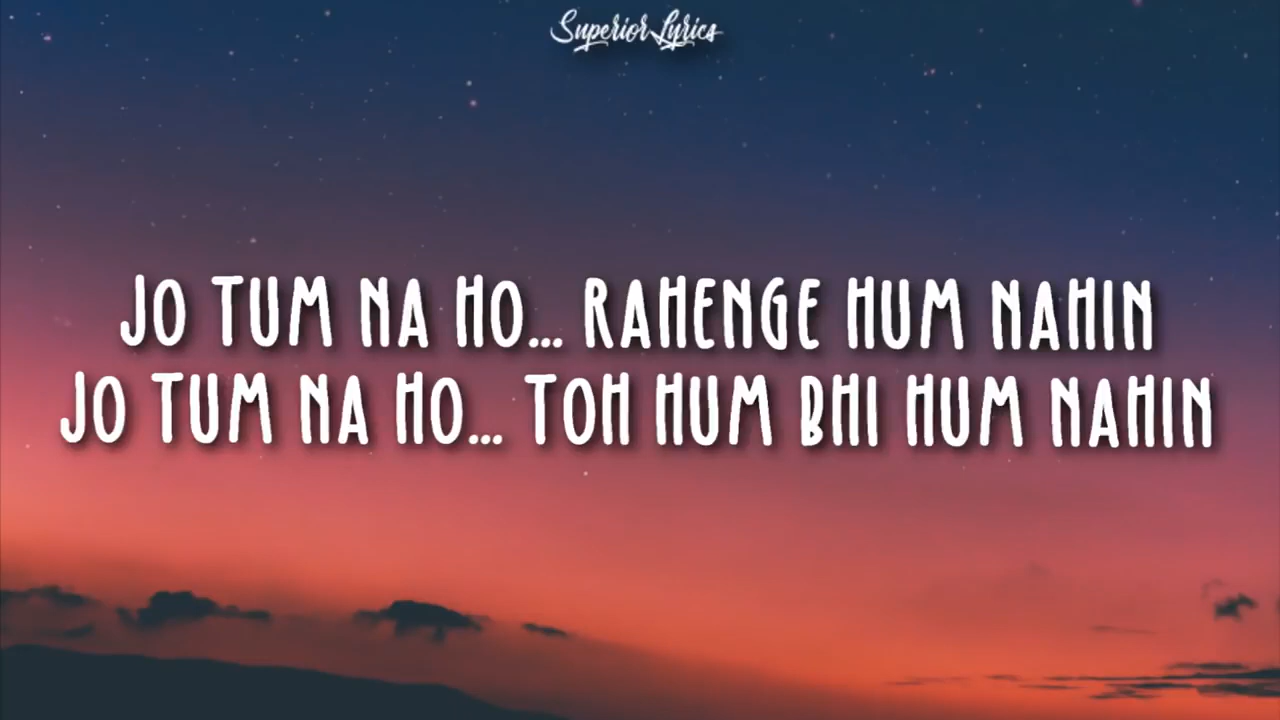 Superior Lyrics
JO TUM NA HO... RAHENGE HUM NAHIN
JO TUM NA HO... TOH HUM BHI HUM NAHIN